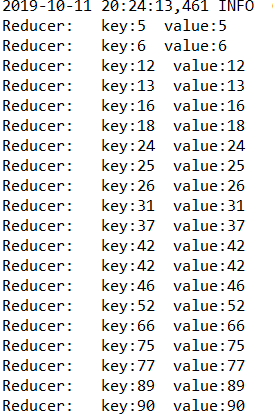 2019-10-11 20:24:13,461 INFO
Reducer: key:5 value:5
Reducer: key:6 value:6
Reducer: key:12 value:12
Reducer: key:13 value:13
Reducer: key:16 value:16
Reducer: key:18 value:18
Reducer: key:24 value:24
Reducer: key:25 value:25
Reducer: key:26 value:26
Reducer: key:31 value:31
Reducer: key:37 value:37
Reducer: key:42 value:42
Reducer: key:42 value:42
Reducer: key:46 value:46
Reducer: key:52 value:52
Reducer: key:66 value:66
Reducer: key:75 value:75
Reducer: key:77 value:77
Reducer: key:89 value:89
Reducer: key:90 value:90